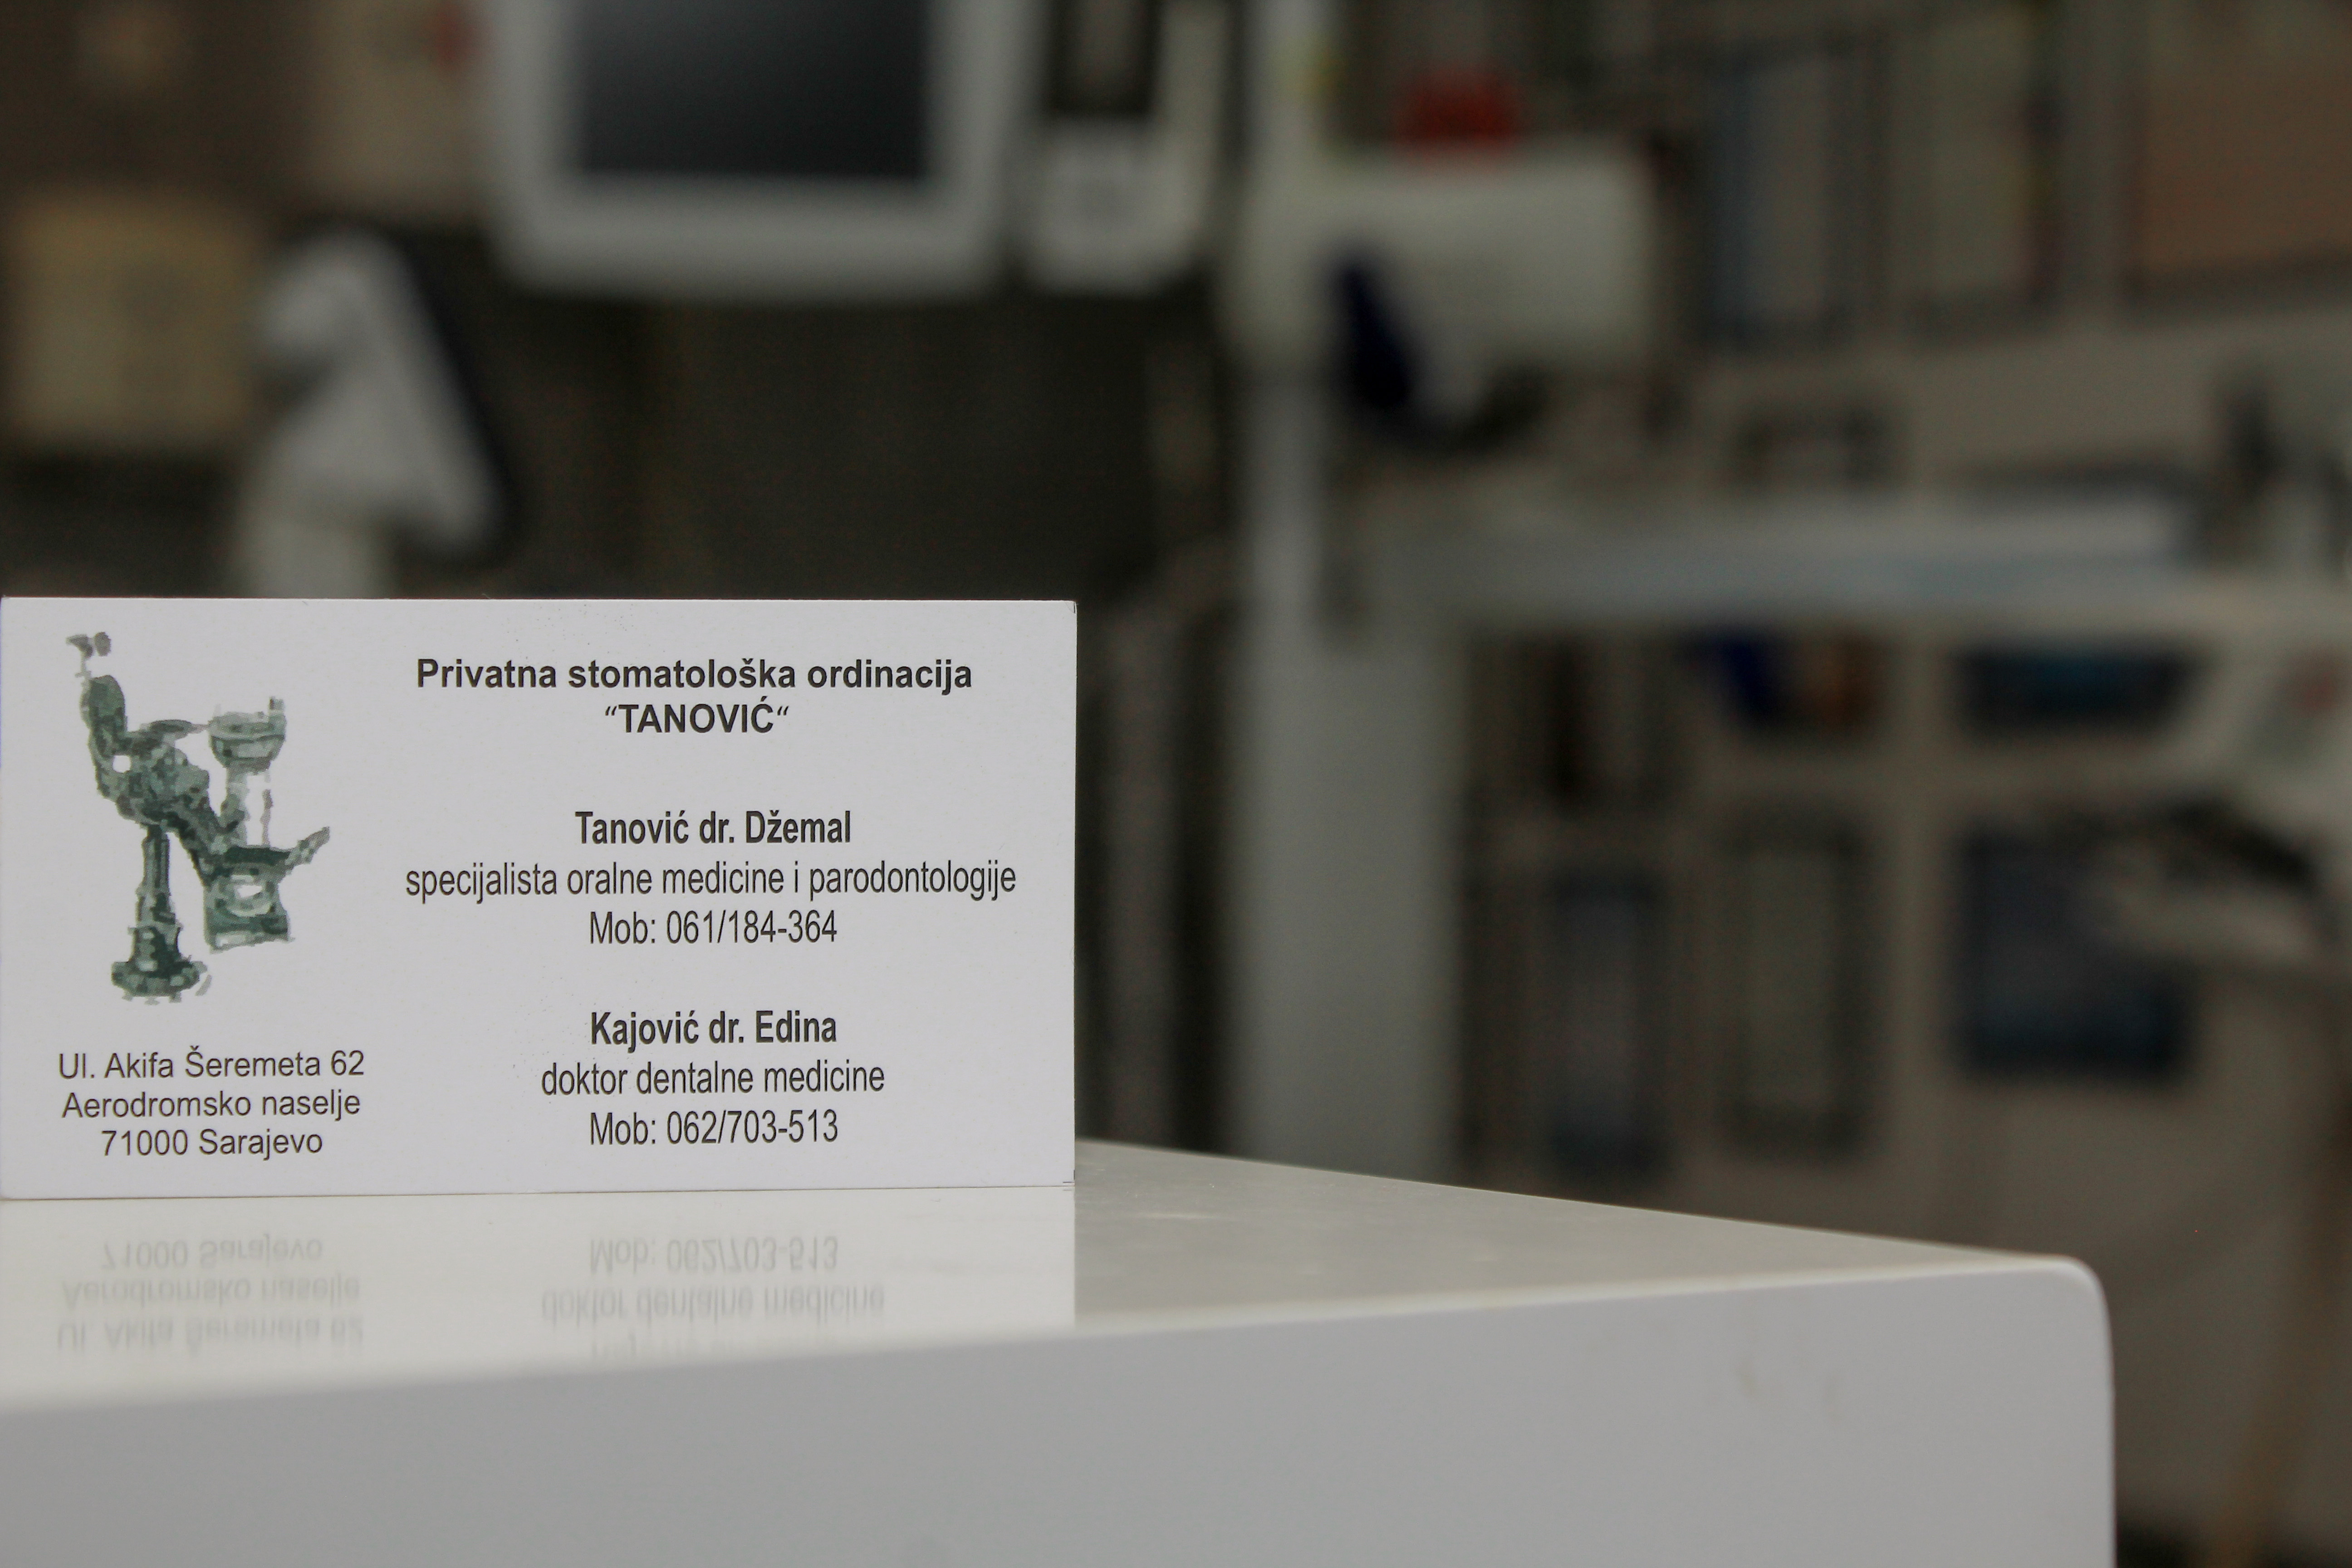 Privatna stomatološka ordinacija
“TANOVIĆ“
Tanović dr. Džemal
specijalista oralne medicine i parodontologije
Mob: 061/184-364
Kajović dr. Edina
doktor dentalne medicine
Mob: 062/703-513
Ul. Akifa Šeremeta 62
Aerodromsko naselje
71000 Sarajevo